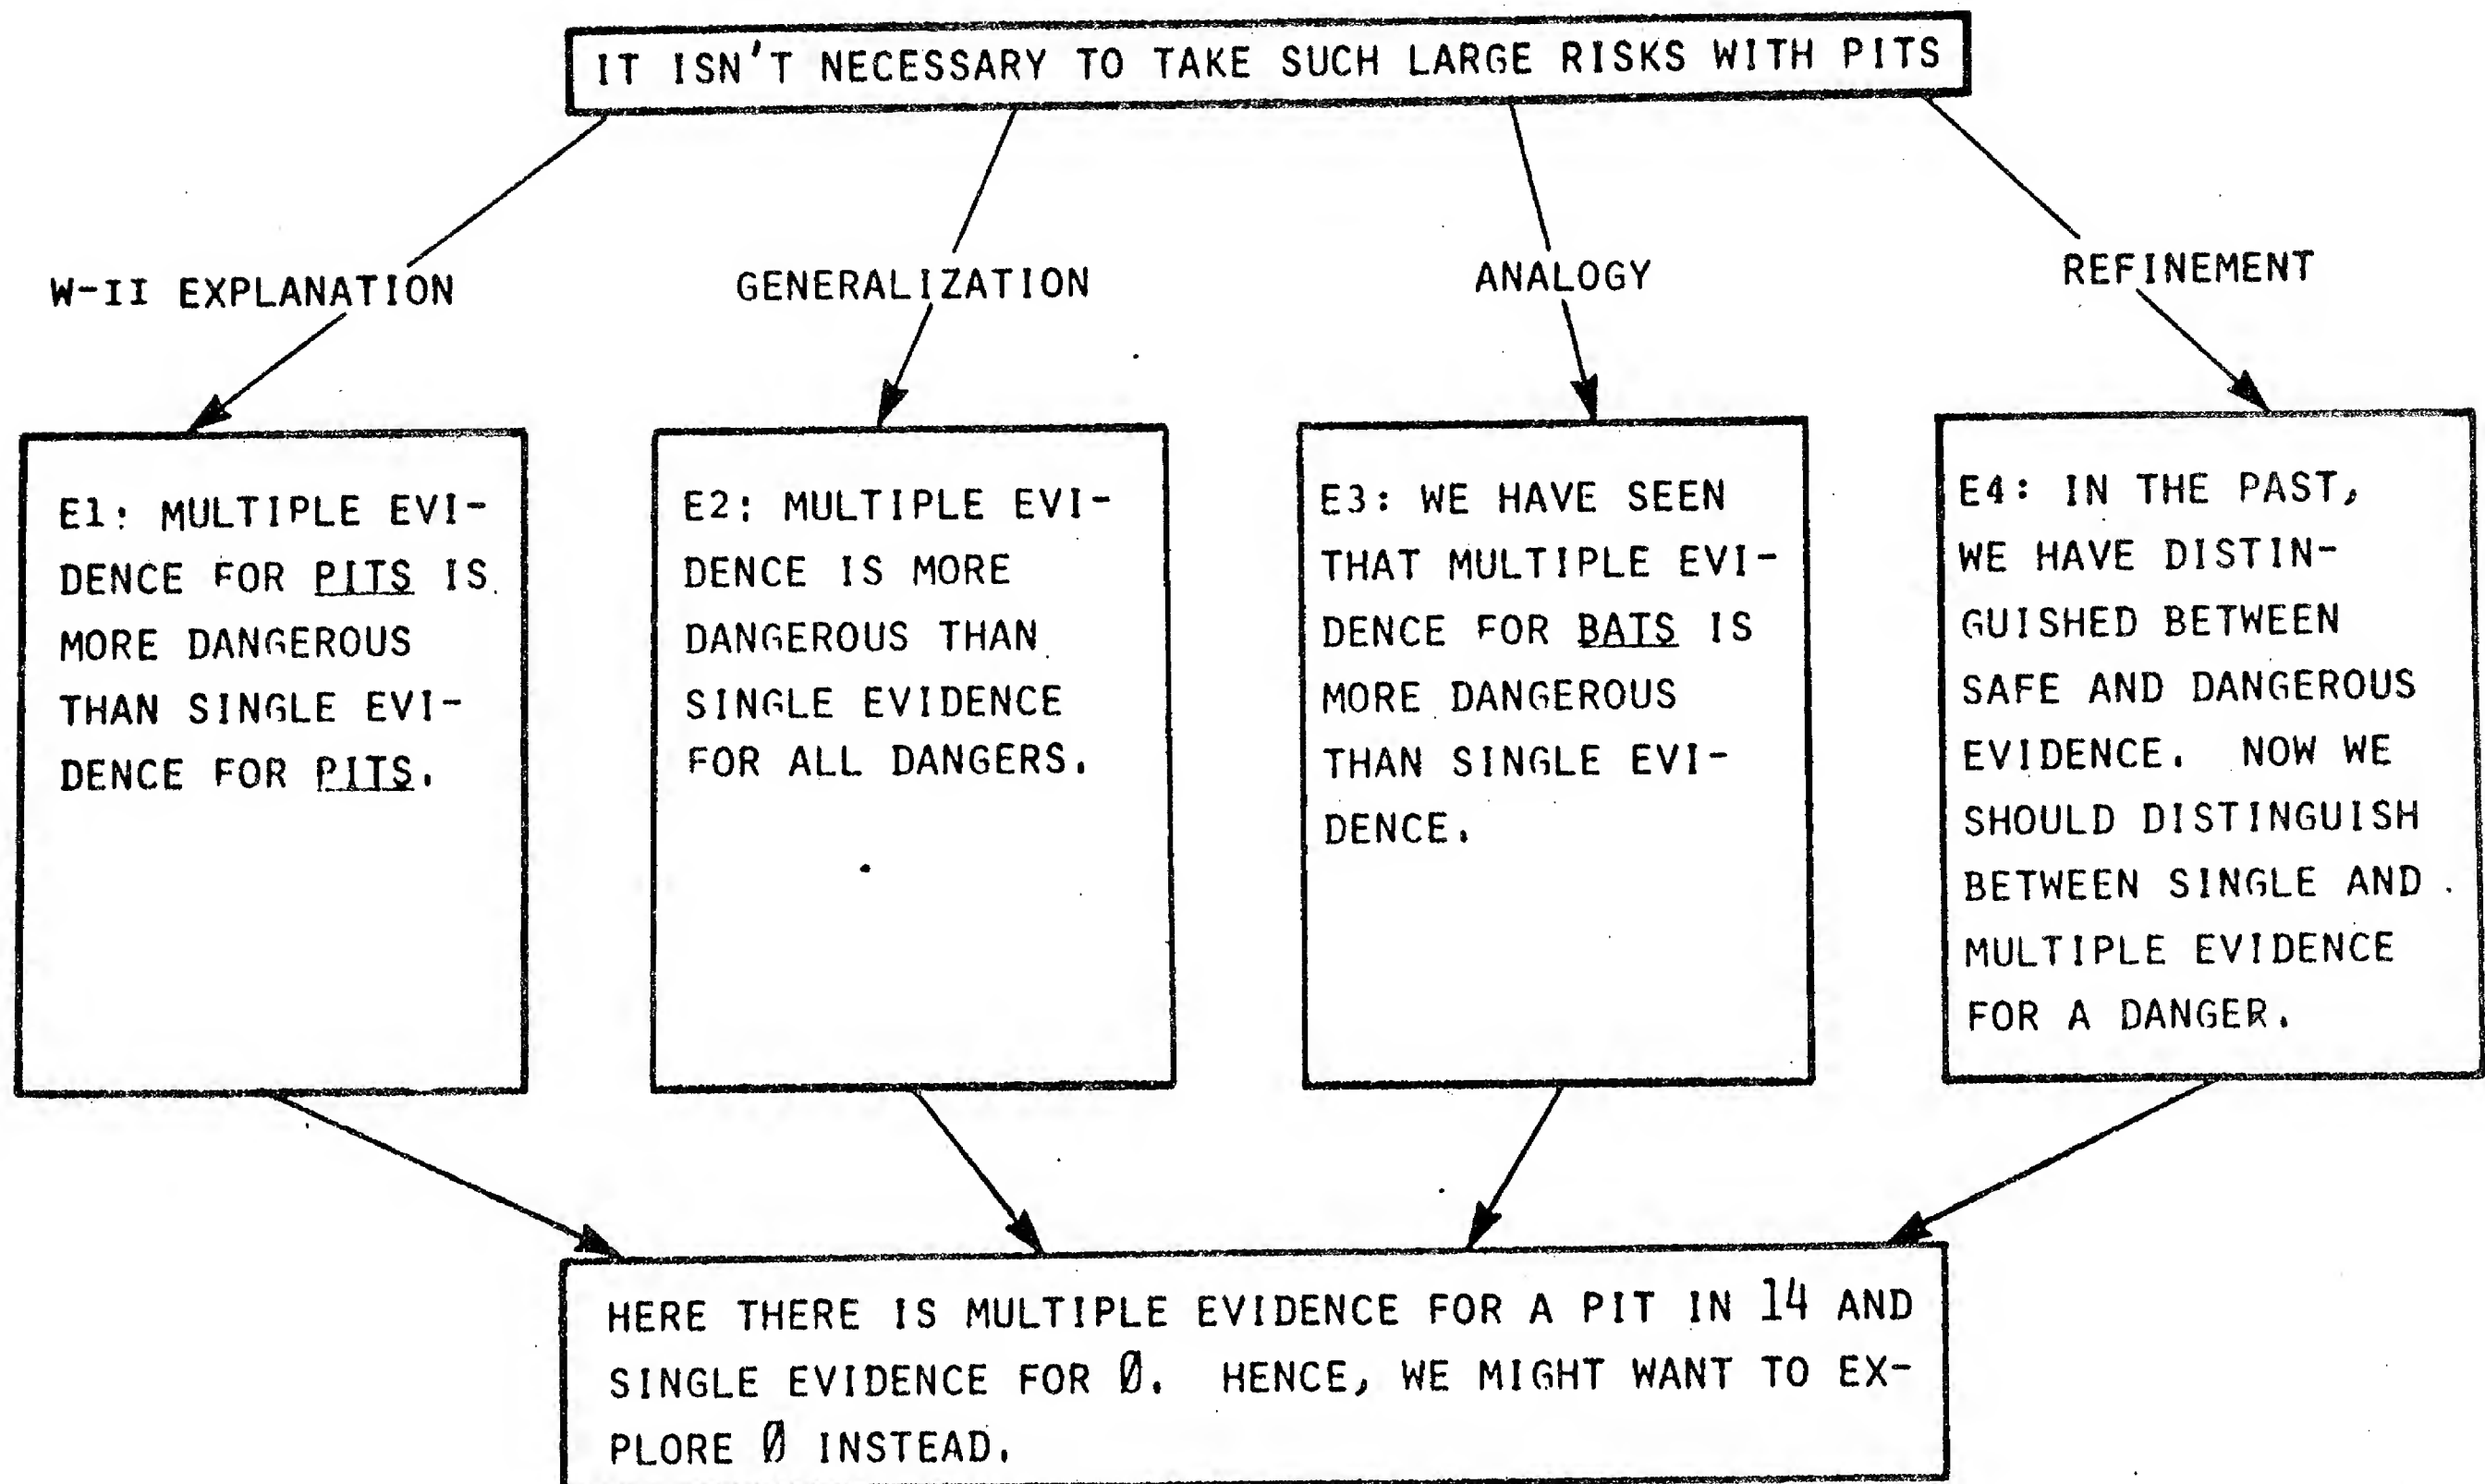 IT ISN'T NECESSARY TO TAKE SUCH LARGE RISKS WITH PITS
W-II EXPLANATION
GENERALIZATION
ANALOGY
REFINEMENT
E1: MULTIPLE EVI-
DENCE FOR PITS IS
MORE DANGEROUS
THAN SINGLE EVI-
DENCE FOR PITS.
E2: MULTIPLE EVI-
DENCE IS MORE
DANGEROUS THAN
SINGLE EVIDENCE
FOR ALL DANGERS.
E3: WE HAVE SEEN
THAT MULTIPLE EVI-
DENCE FOR BATS IS
MORE DANGEROUS
THAN SINGLE EVI-
DENCE.
E4: IN THE PAST,
WE HAVE DISTIN-
GUISHED BETWEEN
SAFE AND DANGEROUS
EVIDENCE. NOW WE
SHOULD DISTINGUISH
BETWEEN SINGLE AND
MULTIPLE EVIDENCE
FOR A DANGER.
HERE THERE IS MULTIPLE EVIDENCE FOR A PIT IN 14 AND
SINGLE EVIDENCE FOR Ø. HENCE, WE MIGHT WANT TO EX-
PLORE Ø INSTEAD.